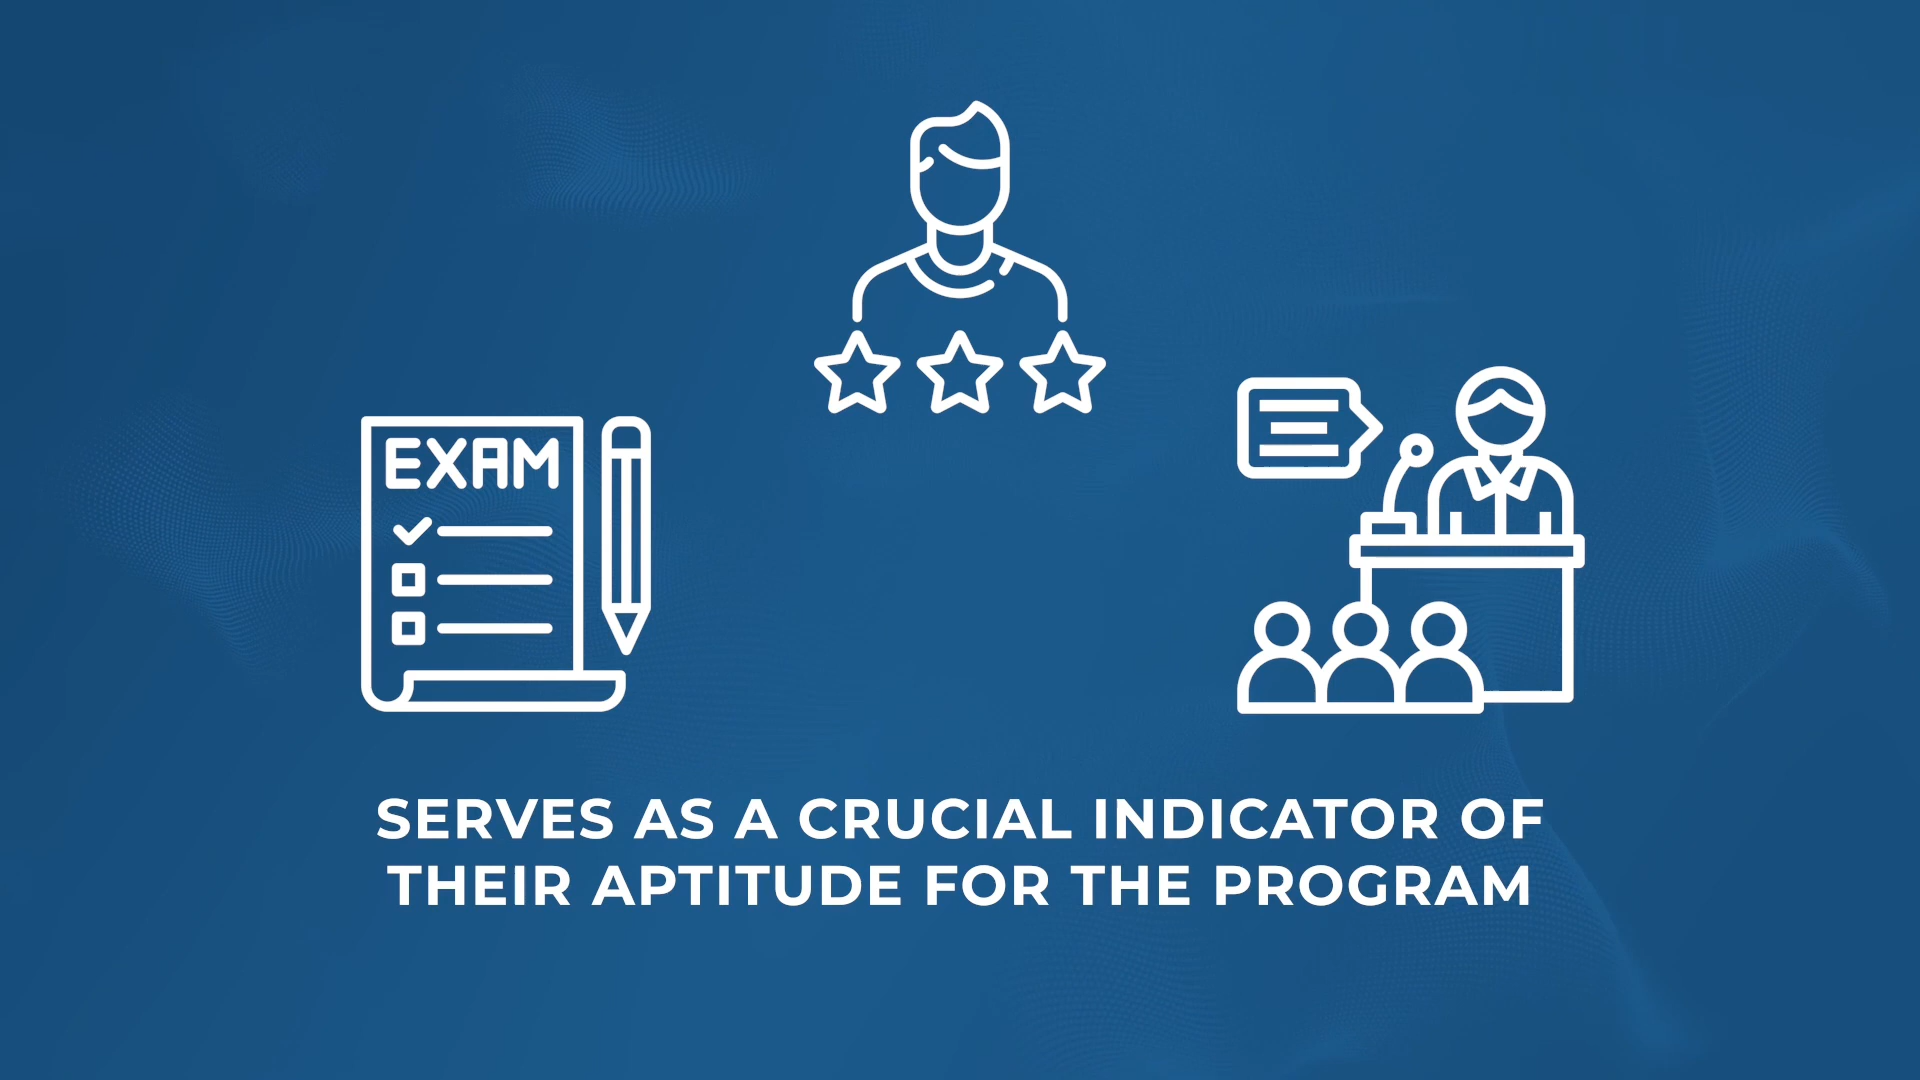 EXAM
SERVES AS A CRUCIAL INDICATOR OF
THEIR APTITUDE FOR THE PROGRAM